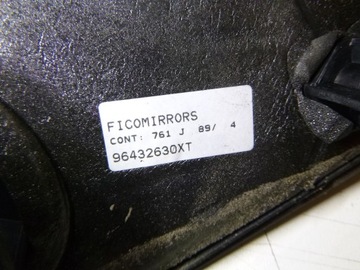 FICOMIRRORS
CONT: 761 J 89/ 4
96432630XT